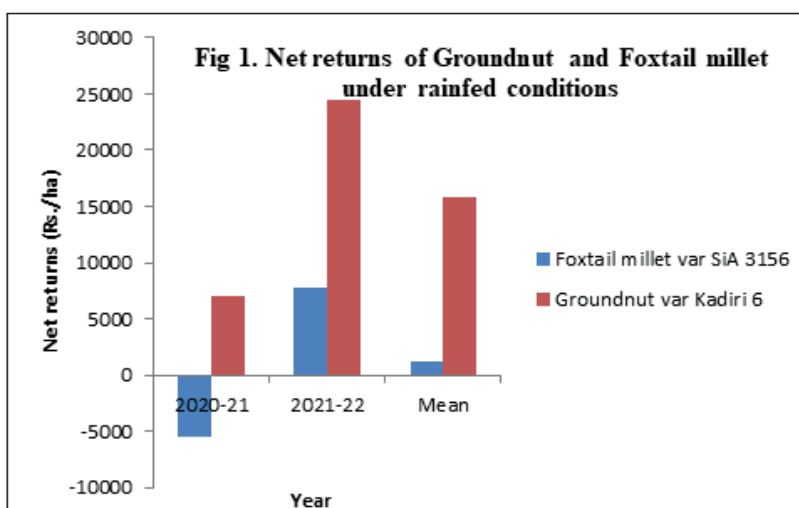 Fig 1. Net returns of Groundnut and Foxtail millet
under rainfed conditions
30000
25000
20000
15000
10000
5000
0
-5000
-10000
Net returns (Rs./ha)
2020-21 2021-22 Mean
Year
Foxtail millet var SiA 3156
Groundnut var Kadiri 6